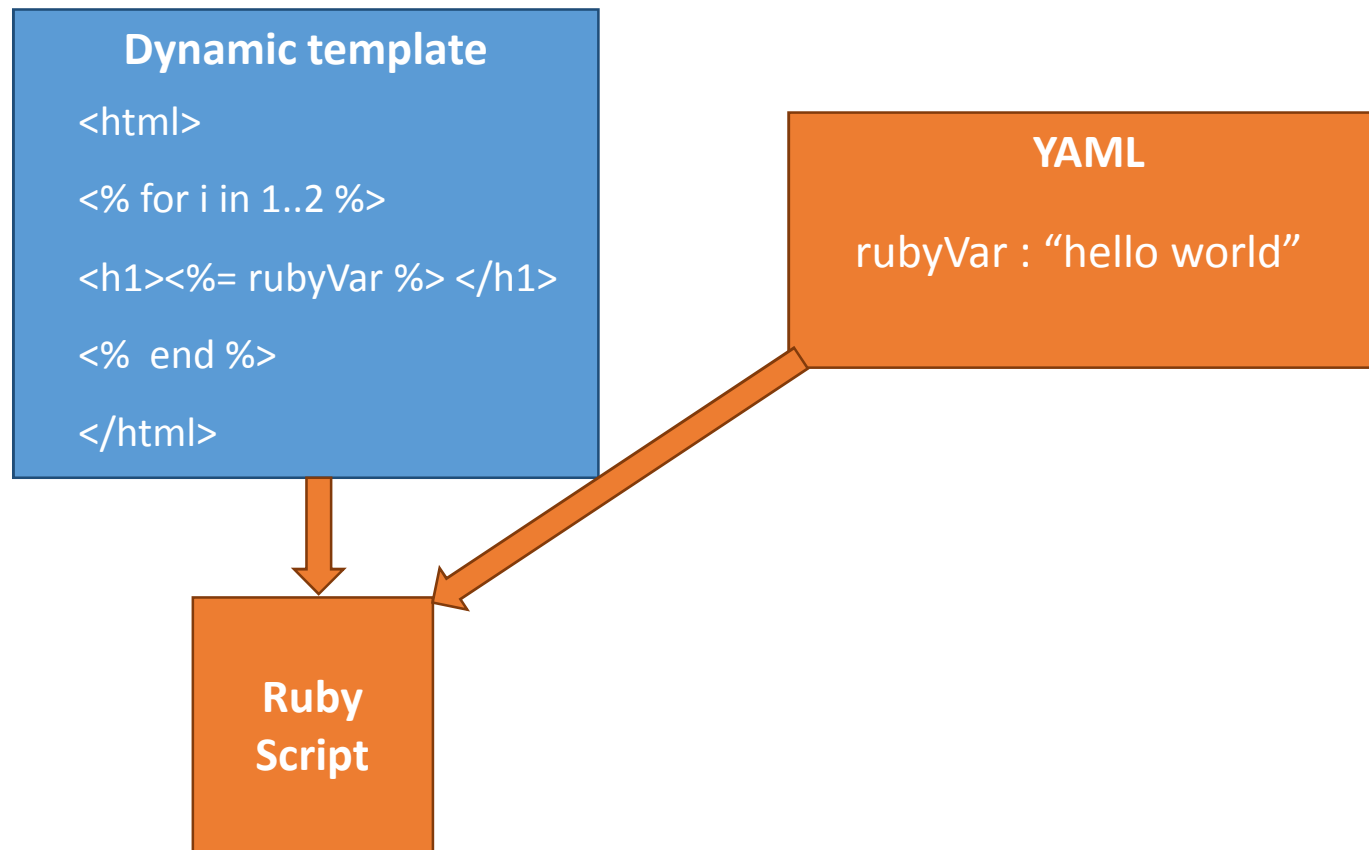 Dynamic template
<html>
<% for i in 1..2 %>
<h1><%= rubyVar %> </h1>
<%  end %>
</html>
YAML
rubyVar : “hello world”
Ruby
Script